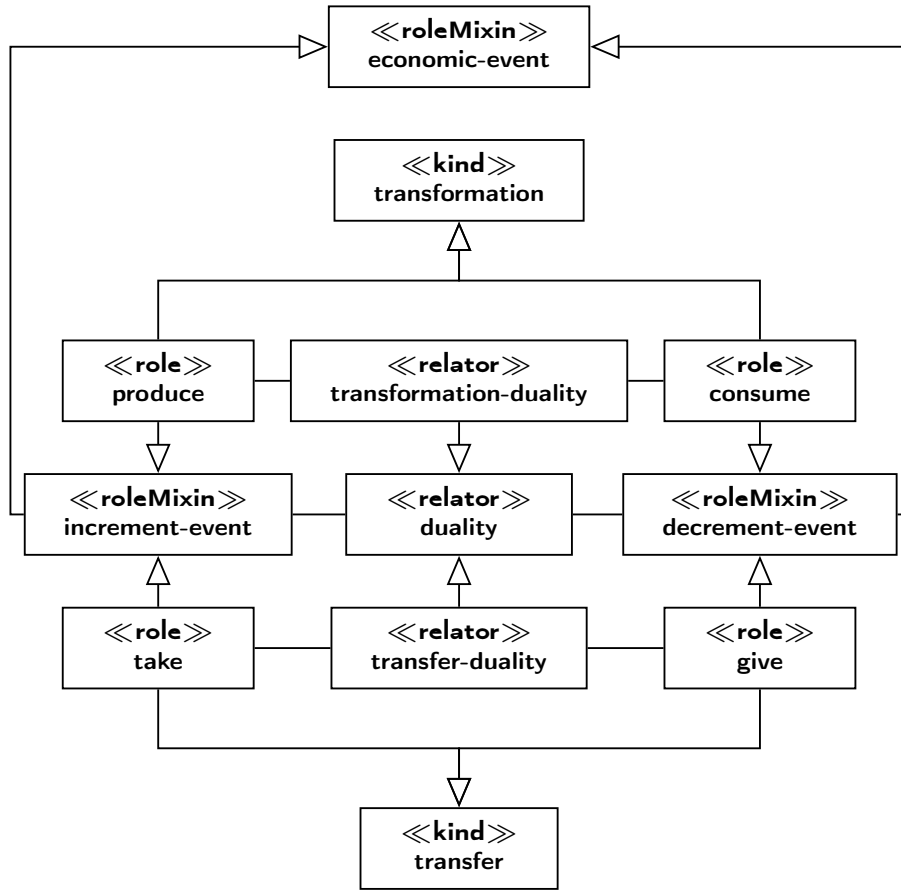 ≪roleMixin≫
economic-event
≪kind≫
transformation
≪role≫
produce
≪relator≫
transformation-duality
≪role≫
consume
≪roleMixin≫
increment-event
≪relator≫
duality
≪roleMixin≫
decrement-event
≪role≫
take
≪relator≫
transfer-duality
≪role≫
give
≪kind≫
transfer